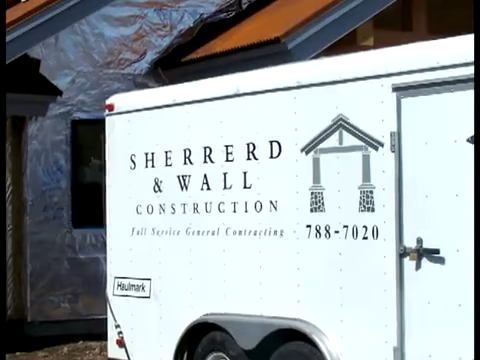 SHERRERD
& WALL
CONSTRUCTION
Full Service General Contracting
788-7020
Haulmark